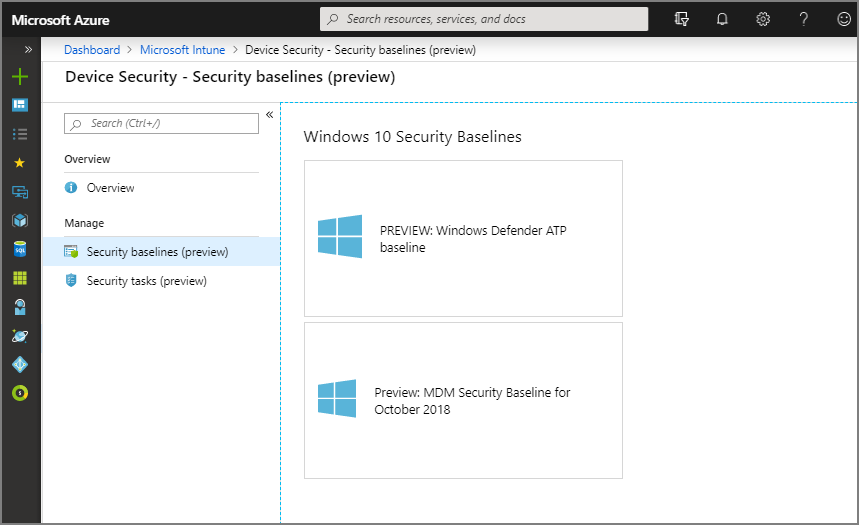 Microsoft Azure
Search resources, services, and docs
Dashboard > Microsoft Intune > Device Security - Security baselines (preview)
Device Security - Security baselines (preview)
Search (Ctrl+/)
Overview
Overview
Manage
Security baselines (preview)
Security tasks (preview)
Windows 10 Security Baselines
PREVIEW: Windows Defender ATP
baseline
Preview: MDM Security Baseline for
October 2018